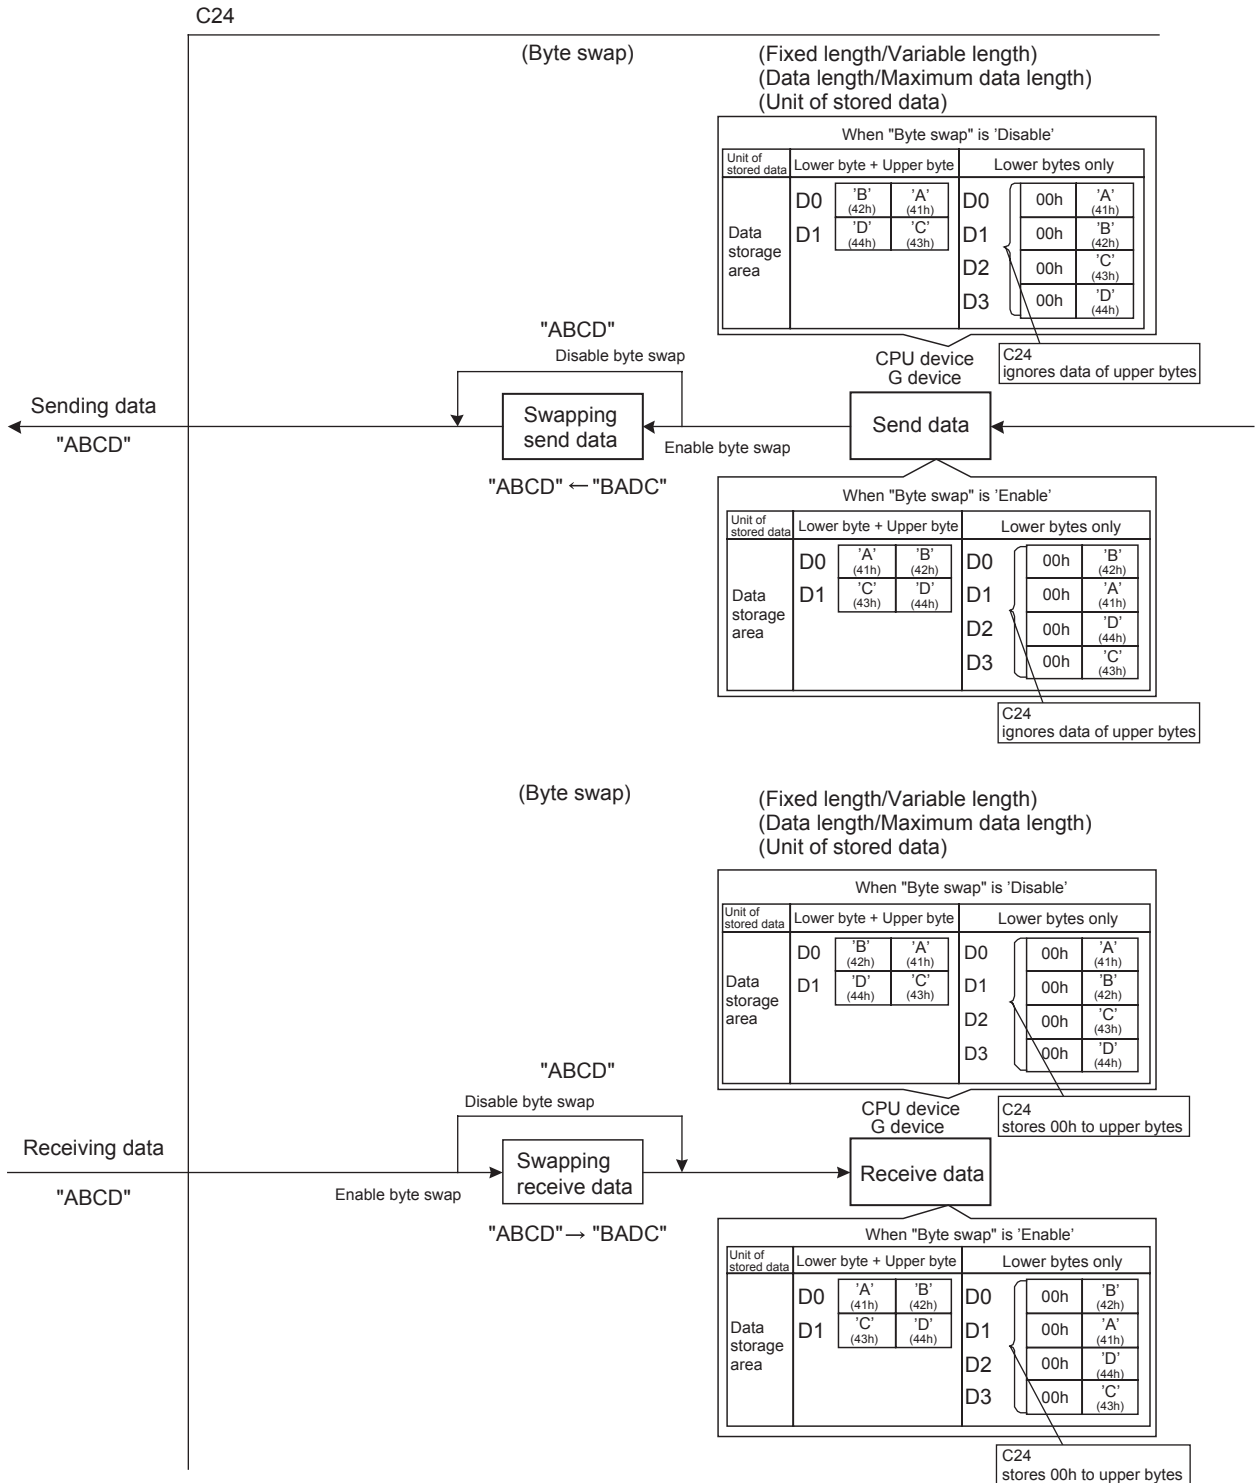 C24
(Byte swap)
(Fixed length/Variable length)
(Data length/Maximum data length)
(Unit of stored data)
When "Byte swap" is 'Disable'
Unit of
stored data
Lower byte + Upper byte
Lower bytes only
Data
storage
area
D0 'B' (42h) 'A' (41h)
D1 'D' (44h) 'C' (43h)
D0 00h 'A' (41h)
D1 00h 'B' (42h)
D2 00h 'C' (43h)
D3 00h 'D' (44h)
C24
ignores data of upper bytes
CPU device
G device
"ABCD"
Disable byte swap
Sending data
"ABCD"
Swapping
send data
Enable byte swap
Send data
"ABCD" ← "BADC"
When "Byte swap" is 'Enable'
Unit of
stored data
Lower byte + Upper byte
Lower bytes only
Data
storage
area
D0 'A' (41h) 'B' (42h)
D1 'C' (43h) 'D' (44h)
D0 00h 'B' (42h)
D1 00h 'A' (41h)
D2 00h 'D' (44h)
D3 00h 'C' (43h)
C24
ignores data of upper bytes
(Byte swap)
(Fixed length/Variable length)
(Data length/Maximum data length)
(Unit of stored data)
When "Byte swap" is 'Disable'
Unit of
stored data
Lower byte + Upper byte
Lower bytes only
Data
storage
area
D0 'B' (42h) 'A' (41h)
D1 'D' (44h) 'C' (43h)
D0 00h 'A' (41h)
D1 00h 'B' (42h)
D2 00h 'C' (43h)
D3 00h 'D' (44h)
C24
stores 00h to upper bytes
CPU device
G device
"ABCD"
Disable byte swap
Receiving data
"ABCD"
Enable byte swap
Swapping
receive data
Receive data
"ABCD" → "BADC"
When "Byte swap" is 'Enable'
Unit of
stored data
Lower byte + Upper byte
Lower bytes only
Data
storage
area
D0 'A' (41h) 'B' (42h)
D1 'C' (43h) 'D' (44h)
D0 00h 'B' (42h)
D1 00h 'A' (41h)
D2 00h 'D' (44h)
D3 00h 'C' (43h)
C24
stores 00h to upper bytes